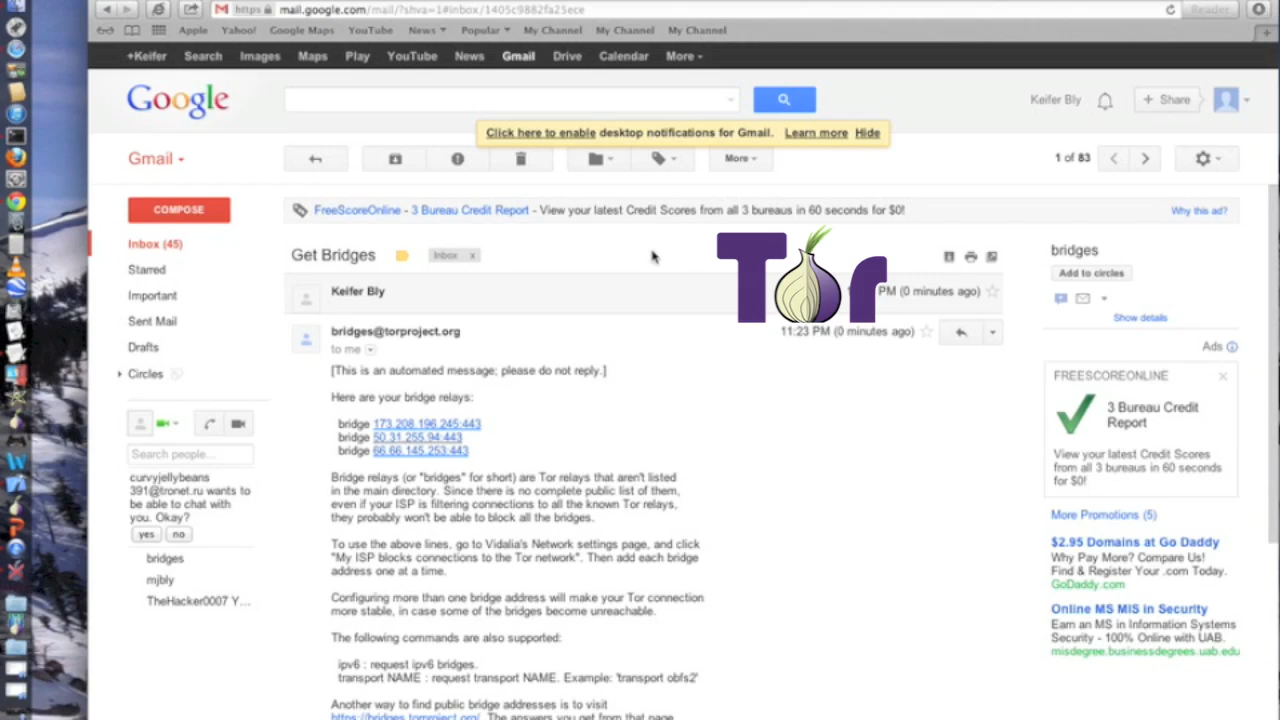 https mail.google.com/mail/?shva=1#inbox/1405c9882fa25ece Reader
Apple Yahoo! Google Maps YouTube News Popular My Channel My Channel My Channel
+Keifer Search Images Maps Play YouTube News Gmail Drive Calendar More
Google
Keifer Bly + Share
Click here to enable desktop notifications for Gmail. Learn more Hide
Gmail
More
1 of 83
COMPOSE
Inbox (45)
Starred
Important
Sent Mail
Drafts
Circles
Search people...
curvyjellybeans
391@tronet.ru wants to
be able to chat with
you. Okay?
yes no
bridges
mjbly
TheHacker0007 Y...
FreeScoreOnline - 3 Bureau Credit Report - View your latest Credit Scores from all 3 bureaus in 60 seconds for $0! Why this ad?
Get Bridges Inbox x
Tor
Keifer Bly PM (0 minutes ago)
bridges@torproject.org 11:23 PM (0 minutes ago)
to me
[This is an automated message; please do not reply.]
Here are your bridge relays:
bridge 173.208.196.245:443
bridge 50.31.255.94:443
bridge 66.66.145.253:443
Bridge relays (or "bridges" for short) are Tor relays that aren't listed
in the main directory. Since there is no complete public list of them,
even if your ISP is filtering connections to all the known Tor relays,
they probably won't be able to block all the bridges.
To use the above lines, go to Vidalia's Network settings page, and click
"My ISP blocks connections to the Tor network". Then add each bridge
address one at a time.
Configuring more than one bridge address will make your Tor connection
more stable, in case some of the bridges become unreachable.
The following commands are also supported:
ipv6 : request ipv6 bridges.
transport NAME : request transport NAME. Example: 'transport obfs2'
Another way to find public bridge addresses is to visit
https://bridges.torproject.org/. The answers you get from that page
bridges
Add to circles
Show details
Ads
FREESCOREONLINE
3 Bureau Credit
Report
View your latest Credit
Scores from all 3 bureaus
in 60 seconds for $0!
More Promotions (5)
$2.95 Domains at Go Daddy
Why Pay More? Compare Us!
Find & Register Your .com Today.
GoDaddy.com
Online MS MIS in Security
Earn an MS in Information Systems
Security - 100% Online with UAB.
misdegree.businessdegrees.uab.edu